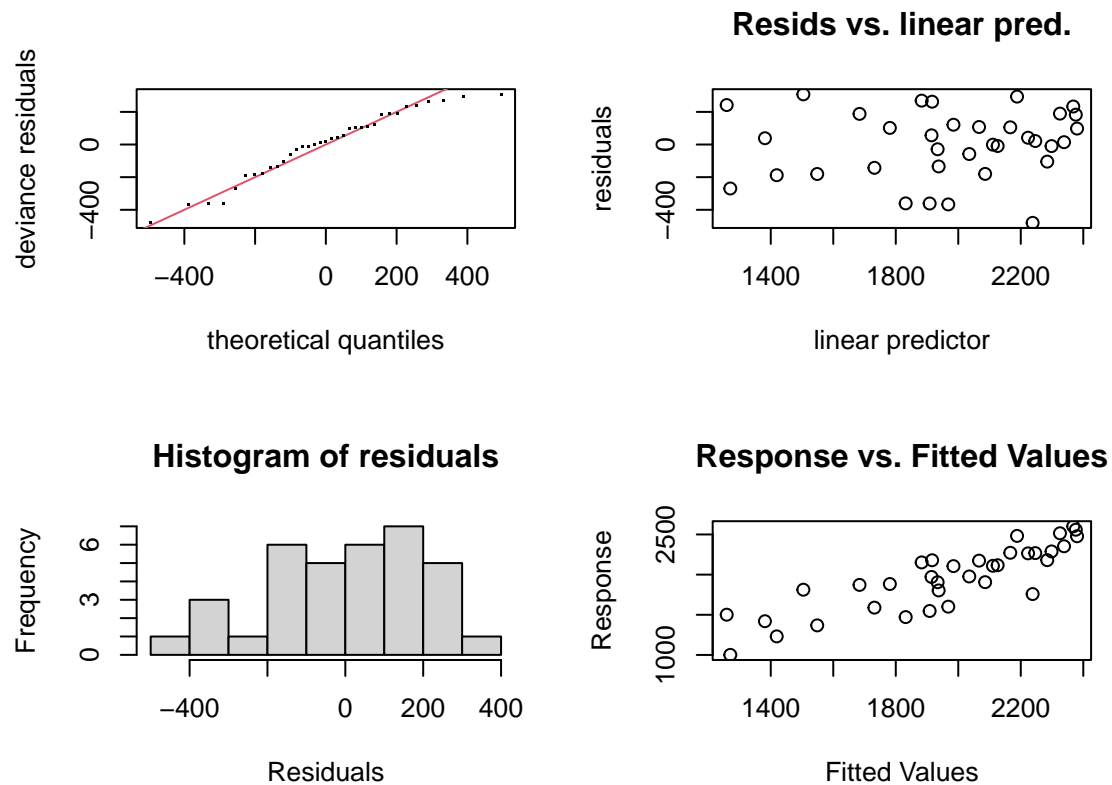 deviance residuals
−400
0
−400
0
200
400
theoretical quantiles
Resids vs. linear pred.
residuals
−400
0
1400
1800
2200
linear predictor
Histogram of residuals
Frequency
0
3
6
−400
0
200
400
Residuals
Response vs. Fitted Values
Response
1000
2500
1400
1800
2200
Fitted Values